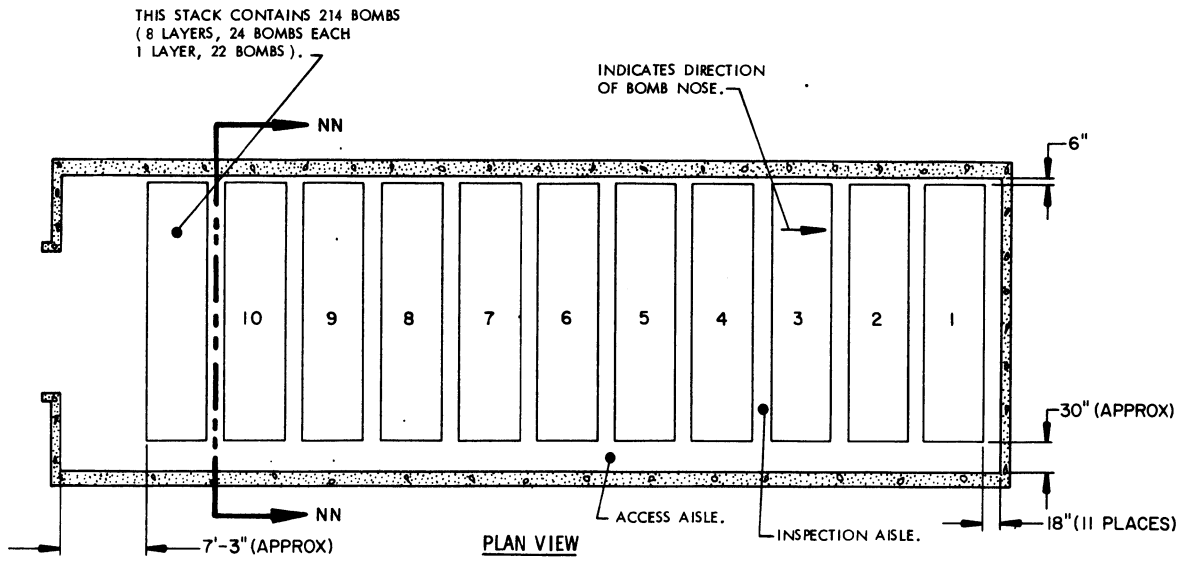 THIS STACK CONTAINS 214 BOMBS
(8 LAYERS, 24 BOMBS EACH
1 LAYER, 22 BOMBS).
INDICATES DIRECTION
OF BOMB NOSE.
NN
6"
10
9
8
7
6
5
4
3
2
1
30" (APPROX)
NN
ACCESS AISLE.
INSPECTION AISLE.
18" (11 PLACES)
7'-3" (APPROX)
PLAN VIEW